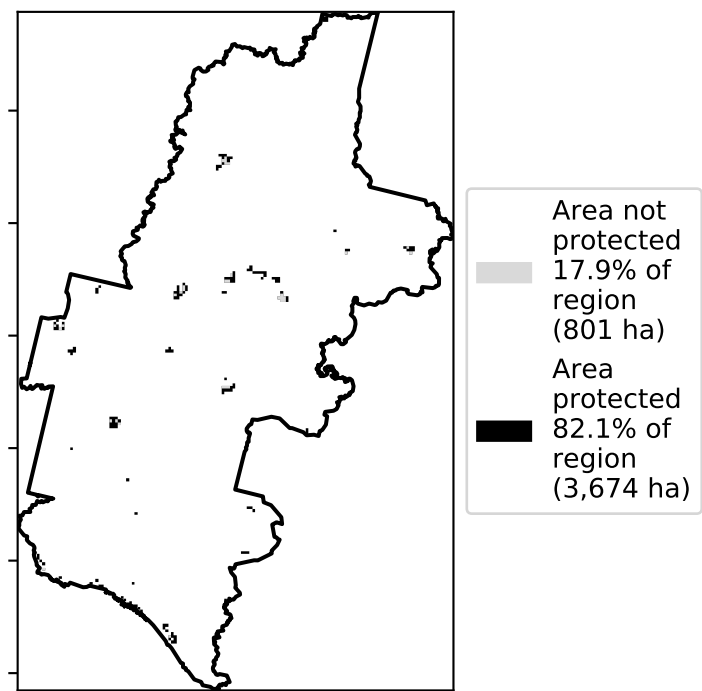 Area not
protected
17.9% of
region
(801 ha)
Area
protected
82.1% of
region
(3,674 ha)